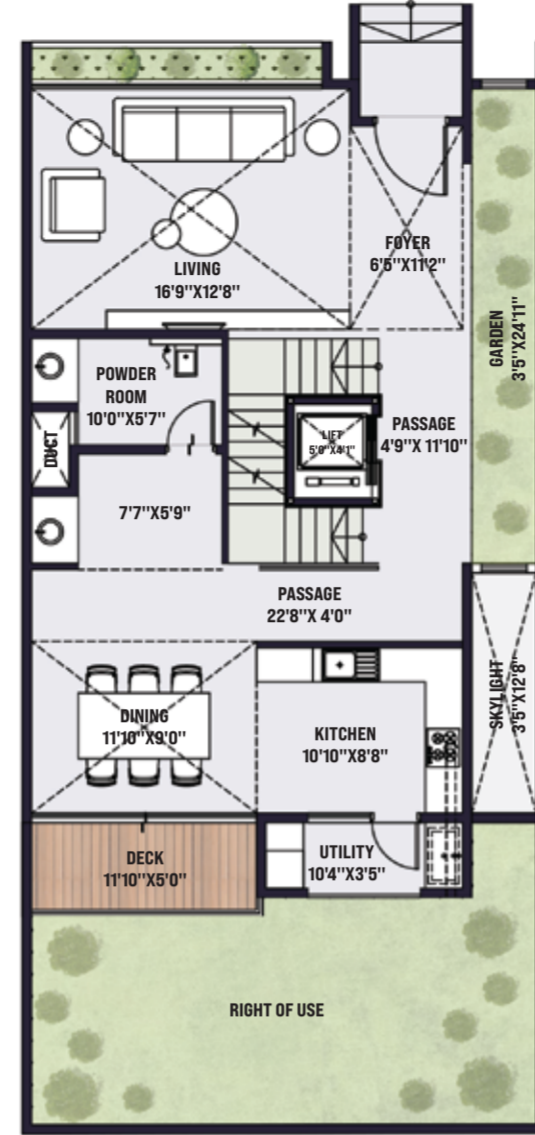 LIVING
16'9"X12'8"
FOYER
6'5"X11'2"
GARDEN
3'5"X24'11"
POWDER
ROOM
10'0"X5'7"
DUCT
LIFT
5'0"X4'1"
PASSAGE
4'9"X 11'10"
7'7"X5'9"
PASSAGE
22'8"X 4'0"
SKYLIGHT
3'5"X12'8"
DINING
11'10"X9'0"
KITCHEN
10'10"X8'8"
DECK
11'10"X5'0"
UTILITY
10'4"X3'5"
RIGHT OF USE